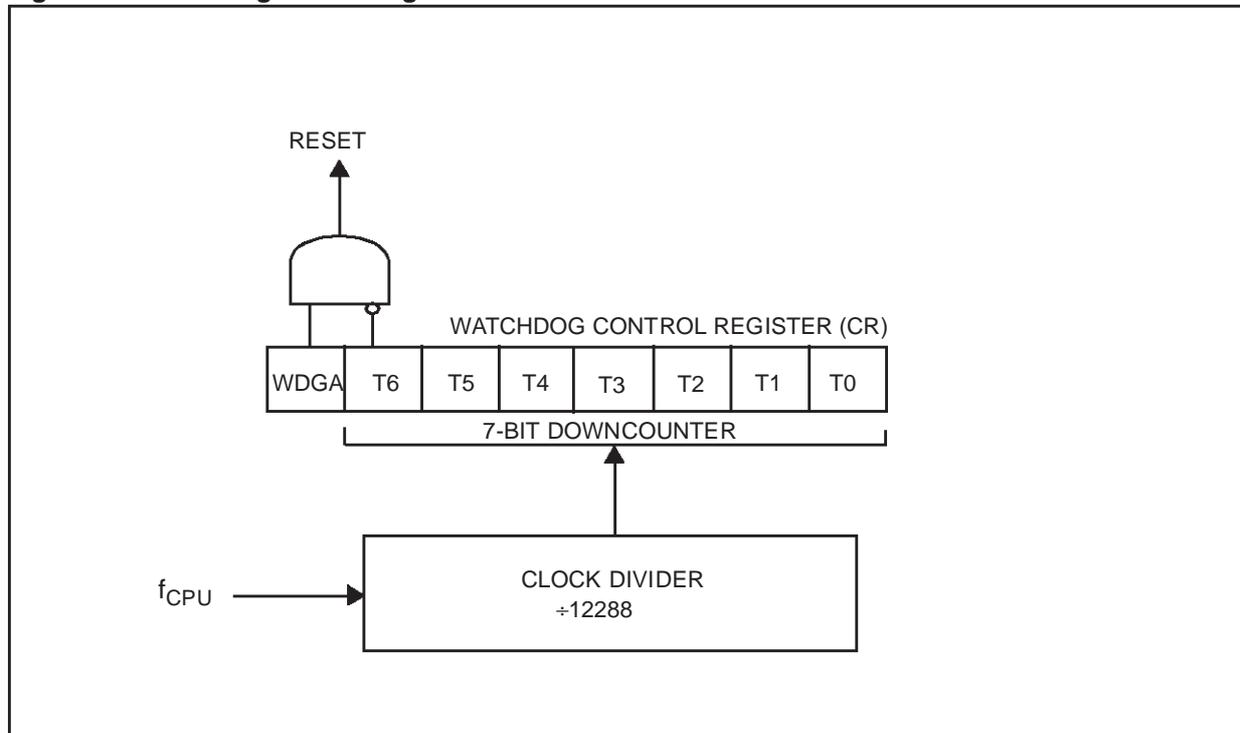 RESET
WATCHDOG CONTROL REGISTER (CR)
WDGA T6 T5 T4 T3 T2 T1 T0
7-BIT DOWNCOUNTER
fCPU
CLOCK DIVIDER
÷12288